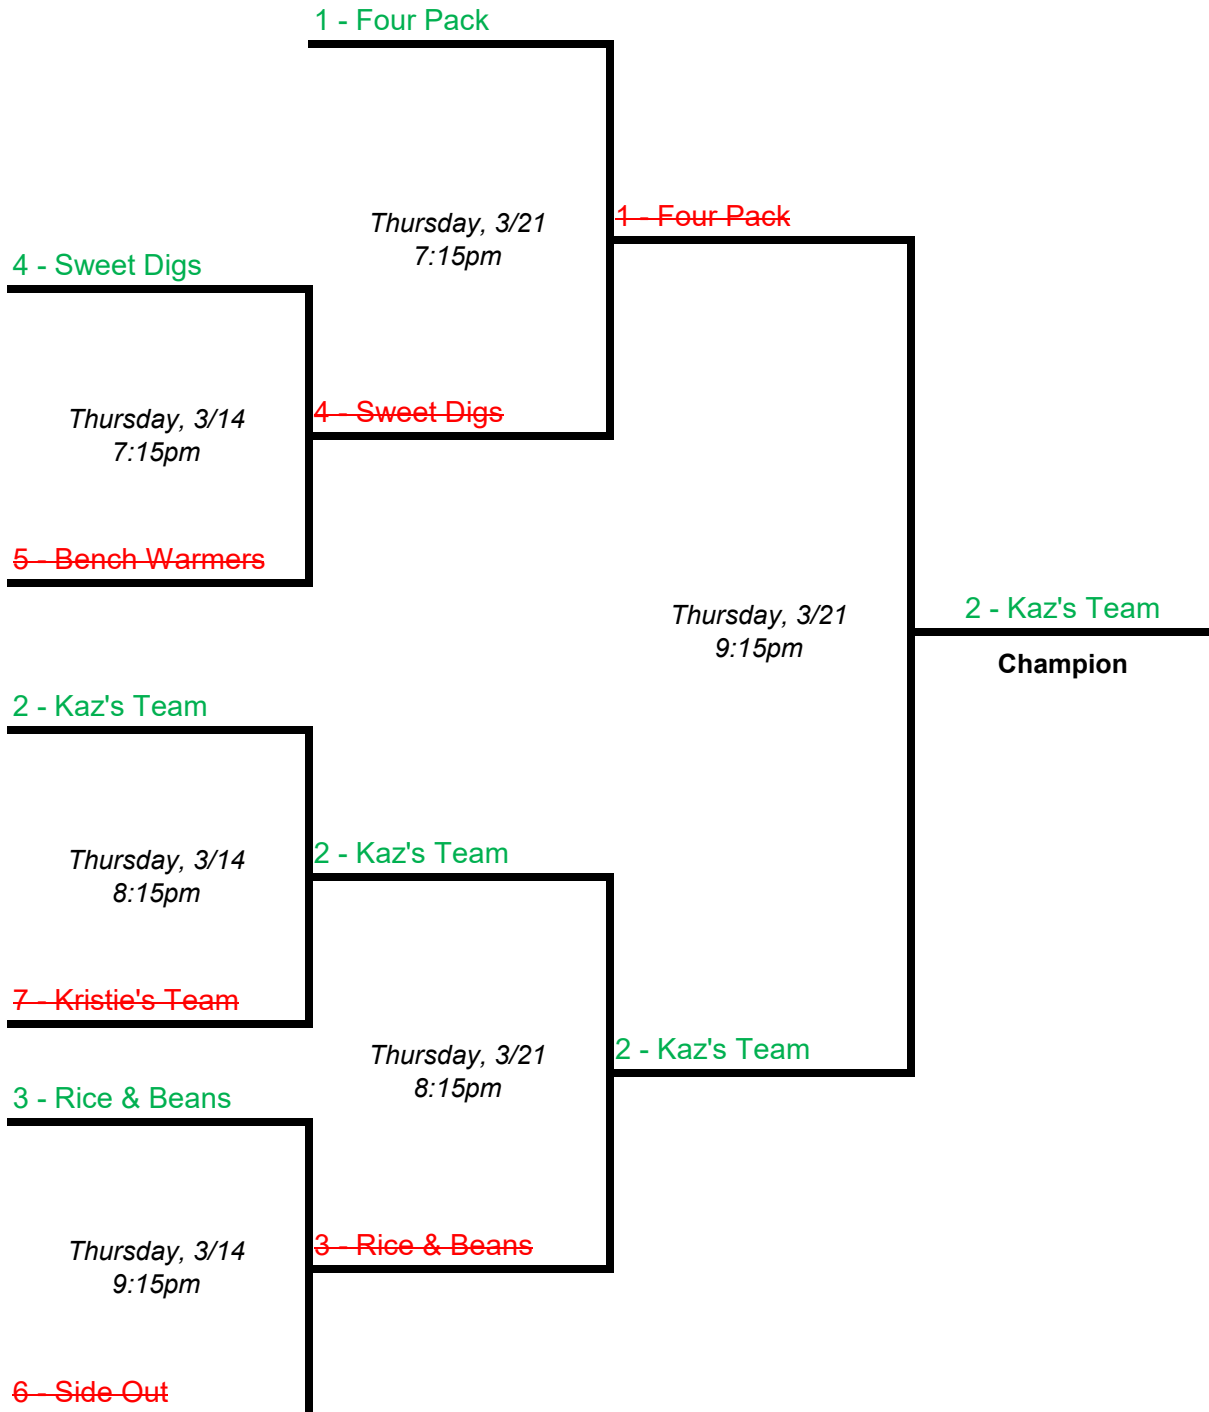 1 - Four Pack
Thursday, 3/21
7:15pm
1 - Four Pack
4 - Sweet Digs
Thursday, 3/14
7:15pm
4 - Sweet Digs
5 - Bench Warmers
Thursday, 3/21
9:15pm
2 - Kaz's Team
Champion
2 - Kaz's Team
Thursday, 3/14
8:15pm
2 - Kaz's Team
7 - Kristie's Team
Thursday, 3/21
8:15pm
2 - Kaz's Team
3 - Rice & Beans
Thursday, 3/14
9:15pm
3 - Rice & Beans
6 - Side Out